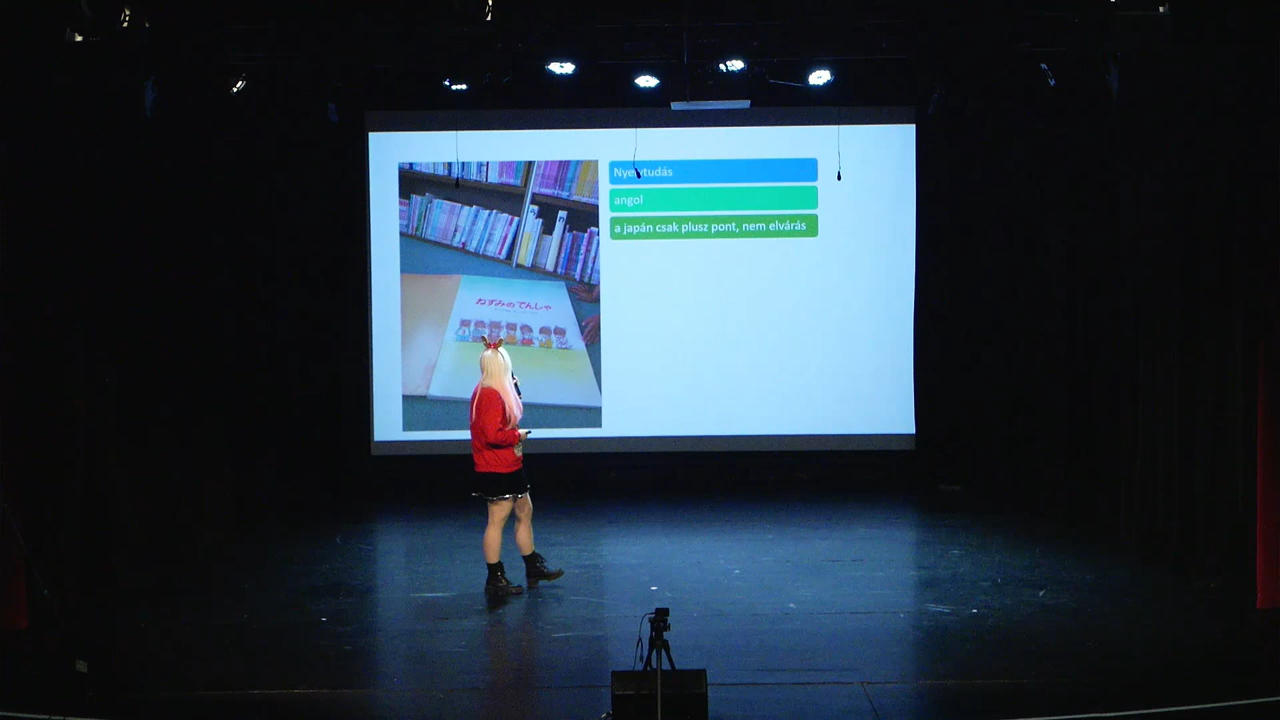 Nyelvtudás
angol
a japán csak plusz pont, nem elvárás
ねずみのでんしゃ